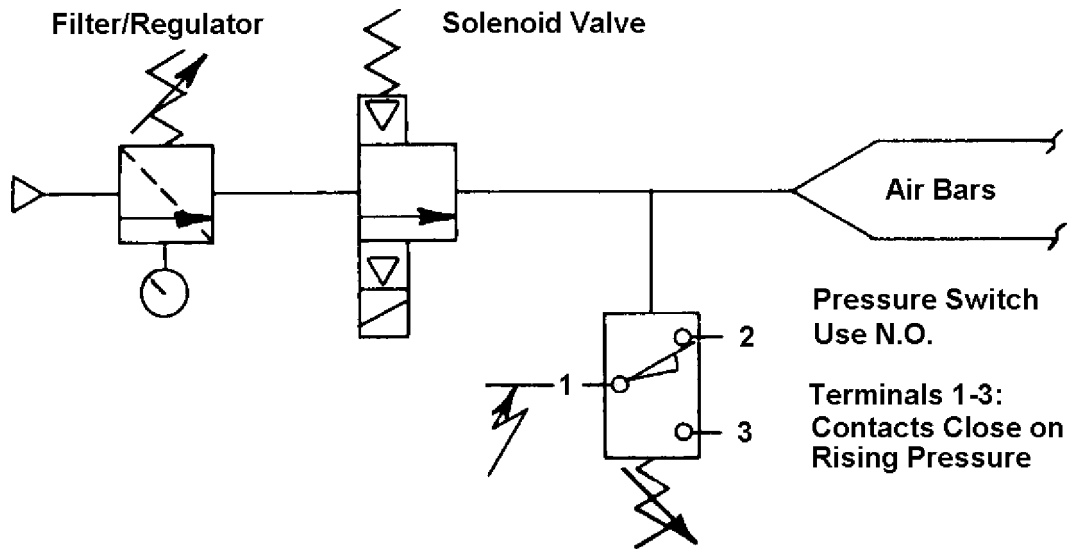 Filter/Regulator
Solenoid Valve
Air Bars
Pressure Switch
Use N.O.
2
1
3
Terminals 1-3:
Contacts Close on
Rising Pressure